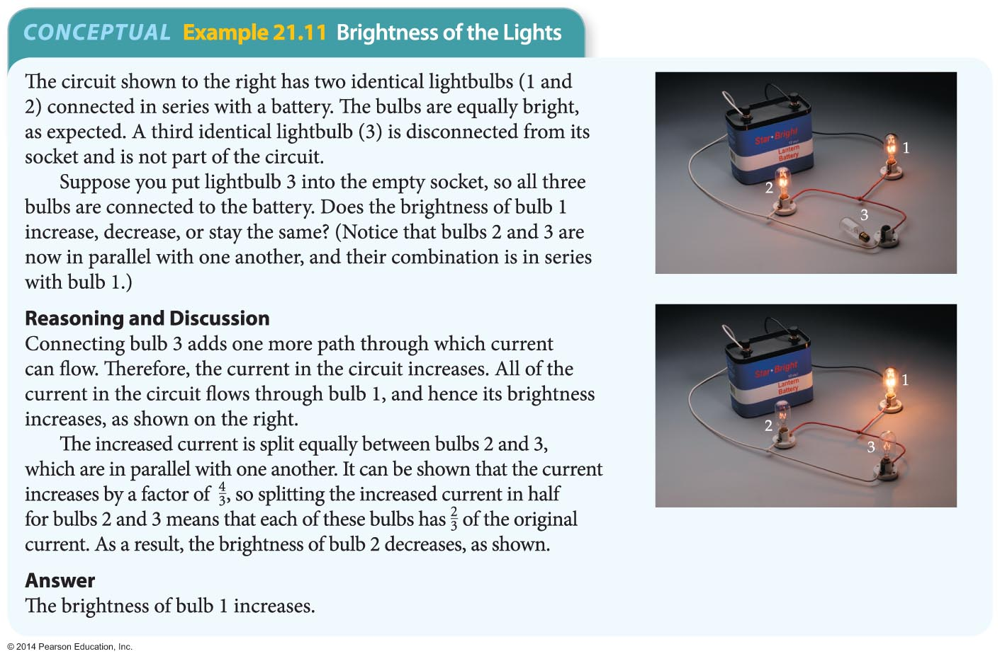 CONCEPTUAL Example 21.11 Brightness of the Lights
The circuit shown to the right has two identical lightbulbs (1 and
2) connected in series with a battery. The bulbs are equally bright,
as expected. A third identical lightbulb (3) is disconnected from its
socket and is not part of the circuit.
Suppose you put lightbulb 3 into the empty socket, so all three
bulbs are connected to the battery. Does the brightness of bulb 1
increase, decrease, or stay the same? (Notice that bulbs 2 and 3 are
now in parallel with one another, and their combination is in series
with bulb 1.)
Reasoning and Discussion
Connecting bulb 3 adds one more path through which current
can flow. Therefore, the current in the circuit increases. All of the
current in the circuit flows through bulb 1, and hence its brightness
increases, as shown on the right.
The increased current is split equally between bulbs 2 and 3,
which are in parallel with one another. It can be shown that the current
increases by a factor of 4/3, so splitting the increased current in half
for bulbs 2 and 3 means that each of these bulbs has 2/3 of the original
current. As a result, the brightness of bulb 2 decreases, as shown.
Answer
The brightness of bulb 1 increases.
Star•Bright
Lantern
Battery
1
2
3
Star•Bright
Lantern
Battery
1
2
3
© 2014 Pearson Education, Inc.